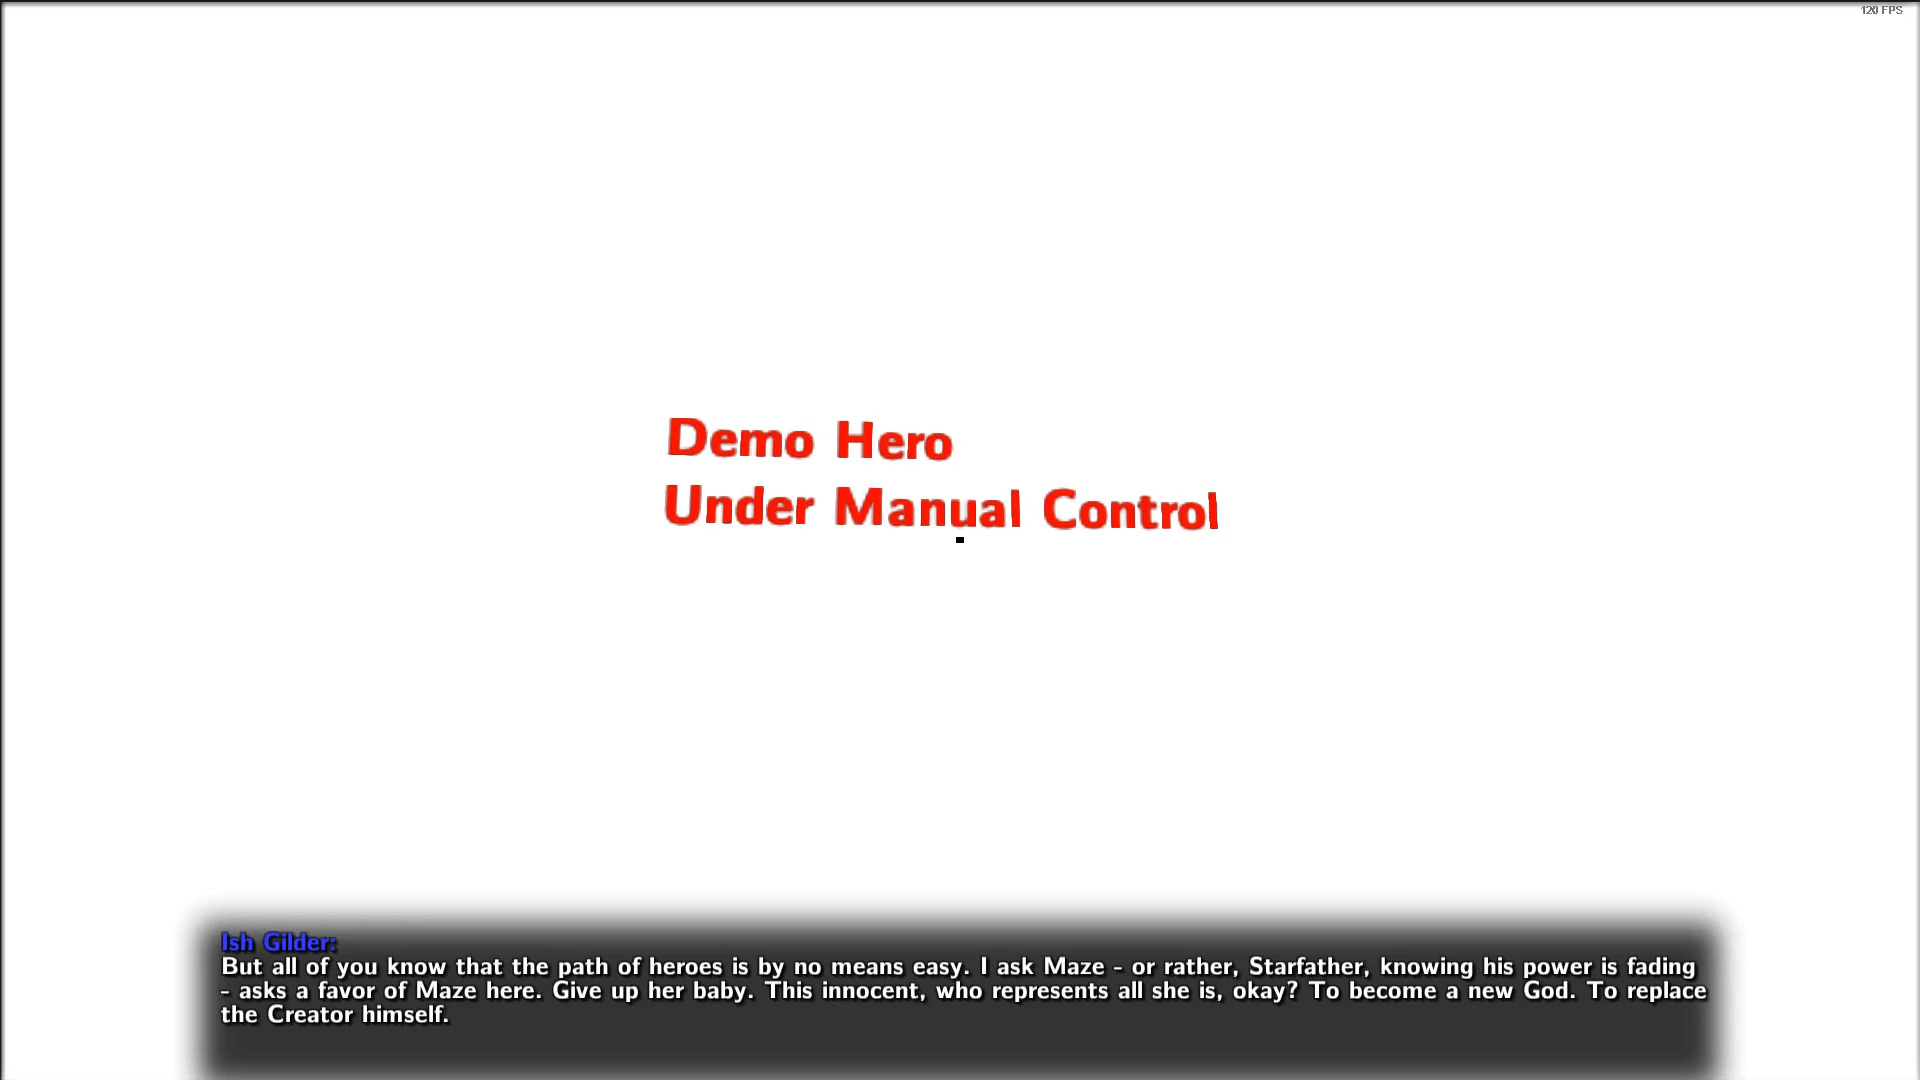 120 FPS
Demo Hero
Under Manual Control
Ish Gilder:
But all of you know that the path of heroes is by no means easy. I ask Maze - or rather, Starfather, knowing his power is fading
- asks a favor of Maze here. Give up her baby. This innocent, who represents all she is, okay? To become a new God. To replace
the Creator himself.